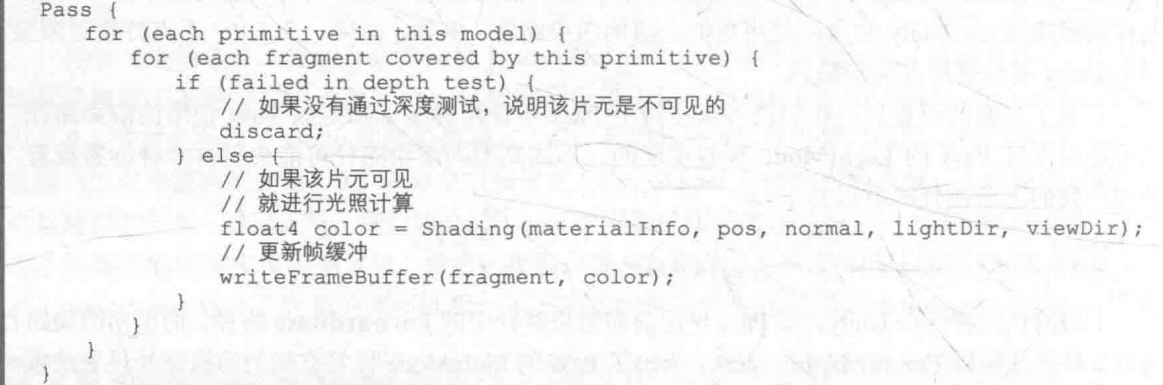 Pass {
for (each primitive in this model) {
for (each fragment covered by this primitive) {
if (failed in depth test) {
// 如果没有通过深度测试，说明该片元是不可见的
discard;
} else {
// 如果该片元可见
// 就进行光照计算
float4 color = Shading(materialInfo, pos, normal, lightDir, viewDir);
// 更新帧缓冲
writeFrameBuffer(fragment, color);
}
}
}
}